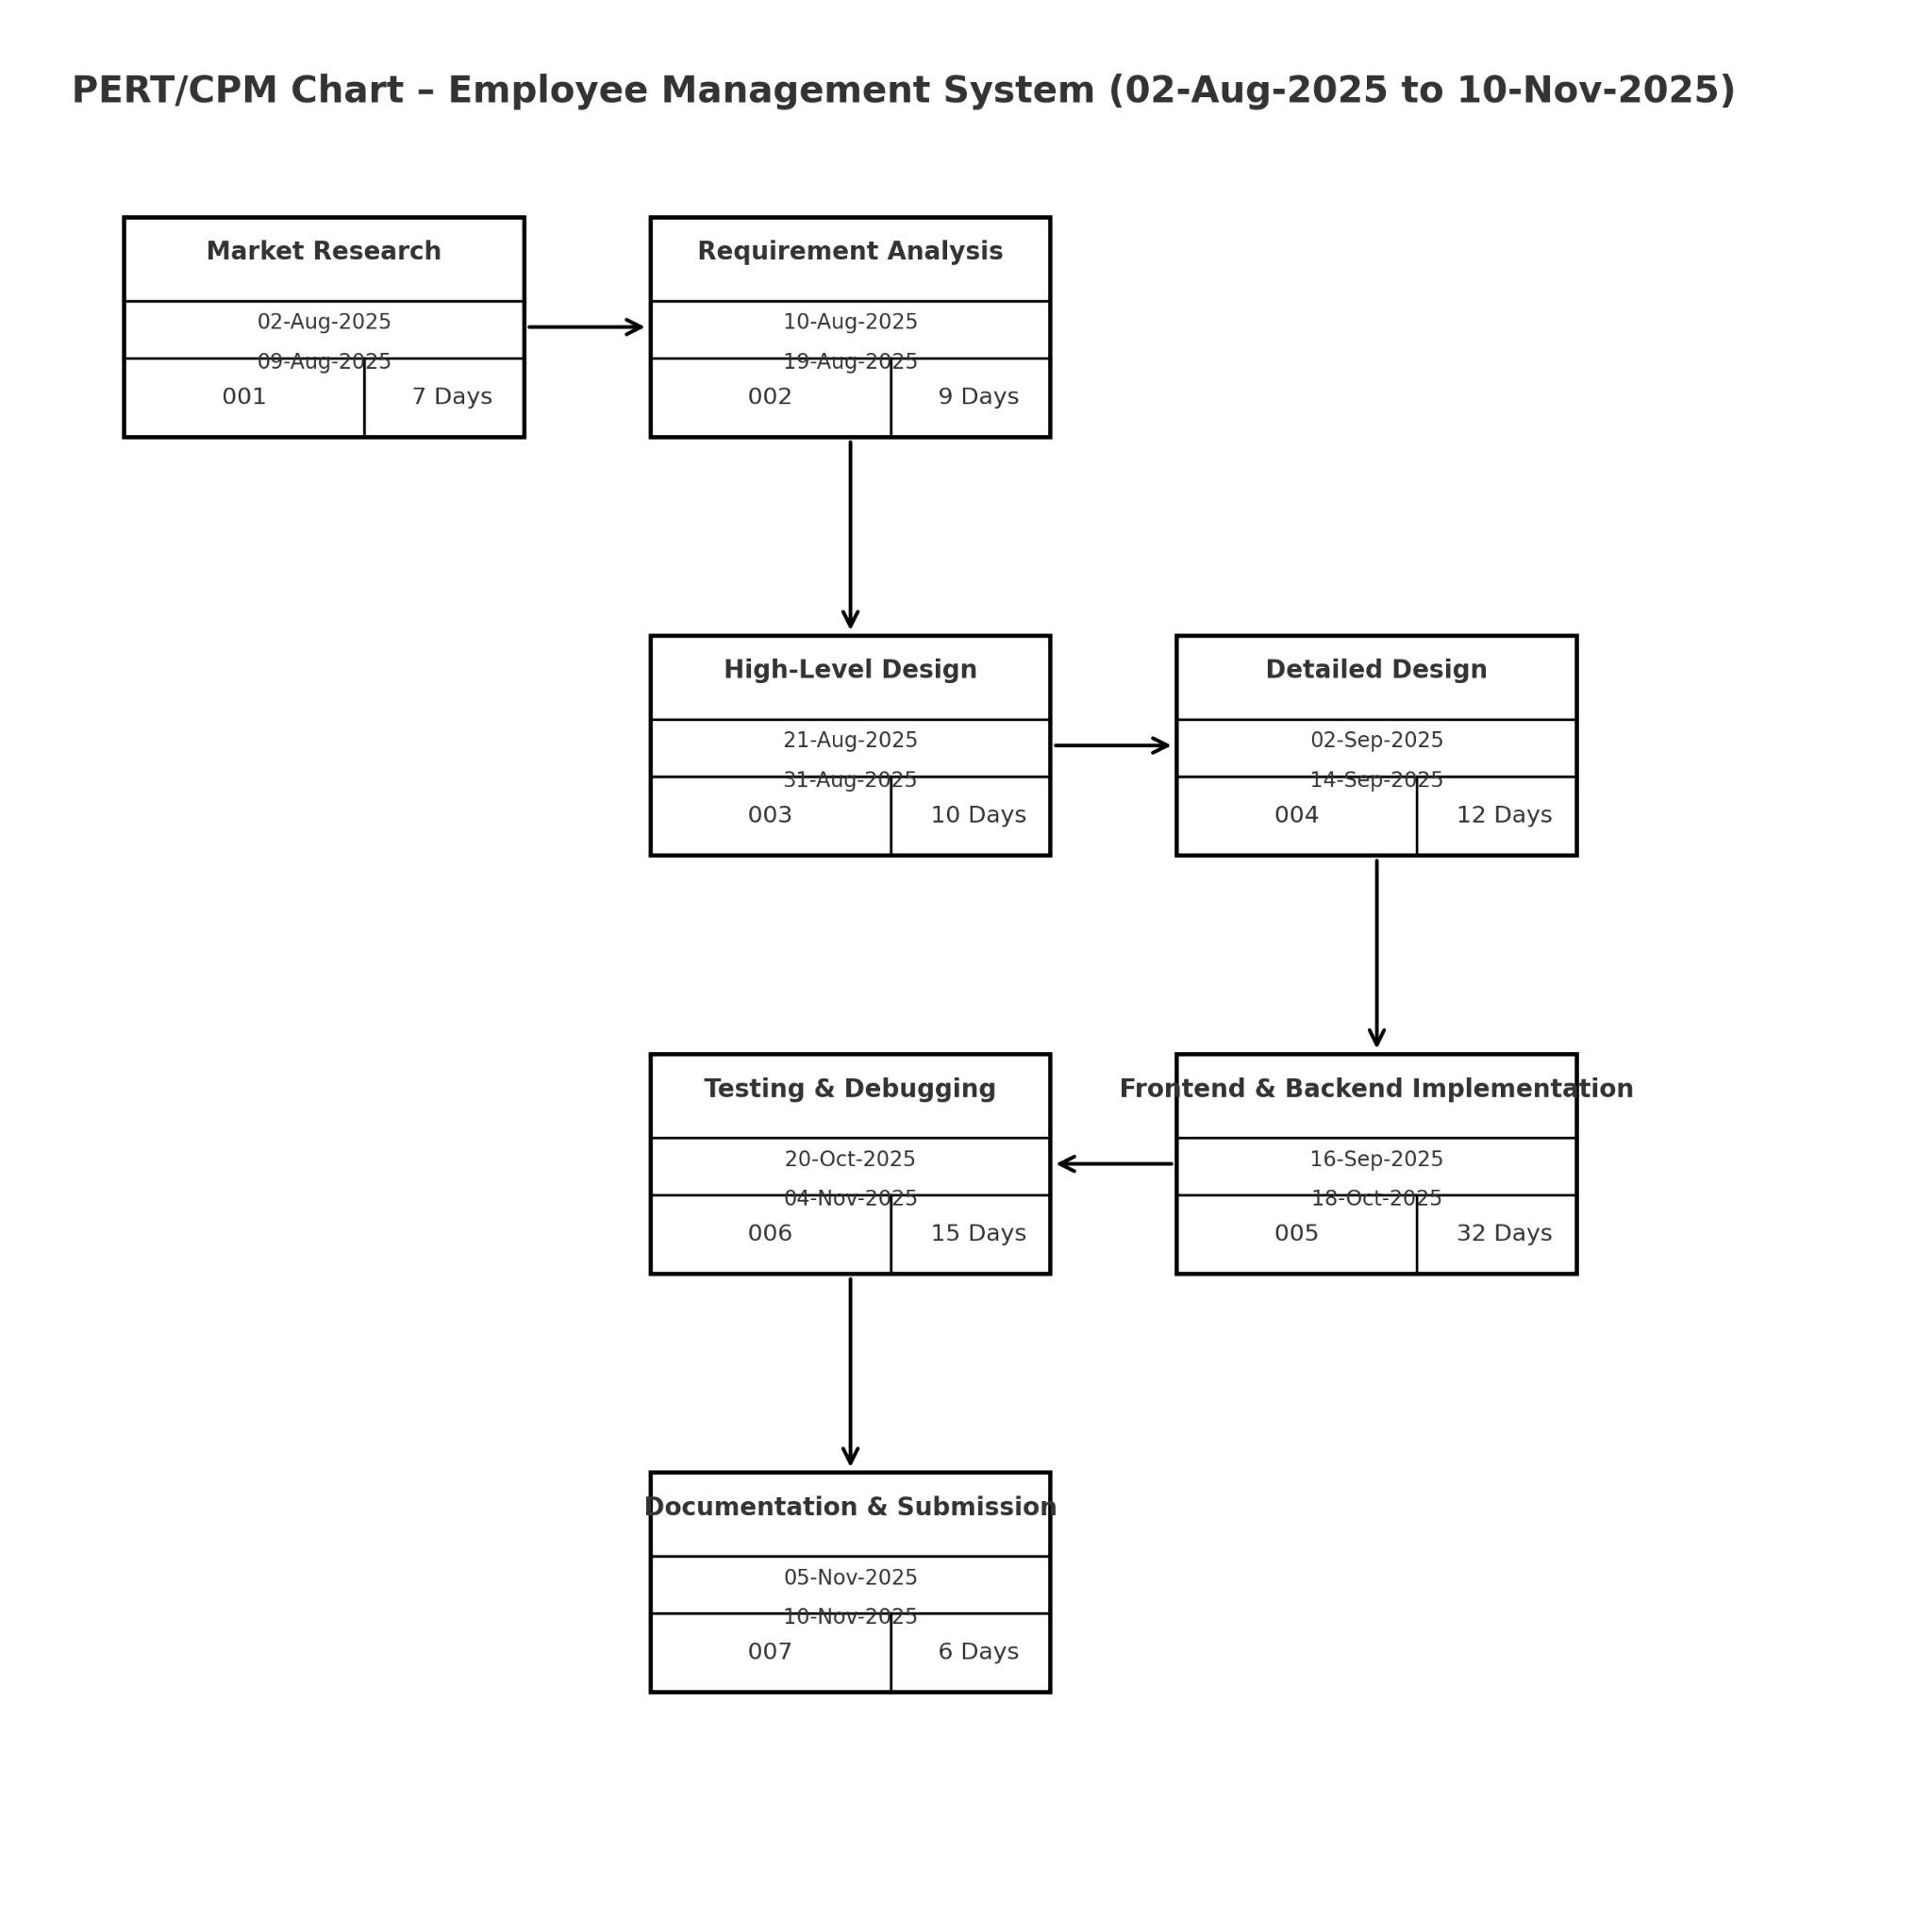 PERT/CPM Chart – Employee Management System (02-Aug-2025 to 10-Nov-2025)
Market Research
02-Aug-2025
09-Aug-2025
001
7 Days
Requirement Analysis
10-Aug-2025
19-Aug-2025
002
9 Days
High-Level Design
21-Aug-2025
31-Aug-2025
003
10 Days
Detailed Design
02-Sep-2025
14-Sep-2025
004
12 Days
Frontend & Backend Implementation
16-Sep-2025
18-Oct-2025
005
32 Days
Testing & Debugging
20-Oct-2025
04-Nov-2025
006
15 Days
Documentation & Submission
05-Nov-2025
10-Nov-2025
007
6 Days